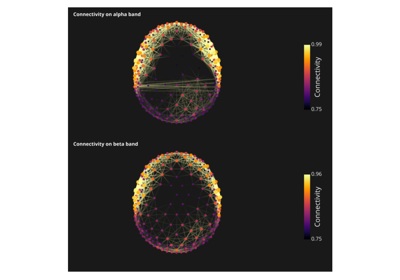 Connectivity on alpha band
0.99
Connectivity
0.75
Connectivity on beta band
0.96
Connectivity
0.75